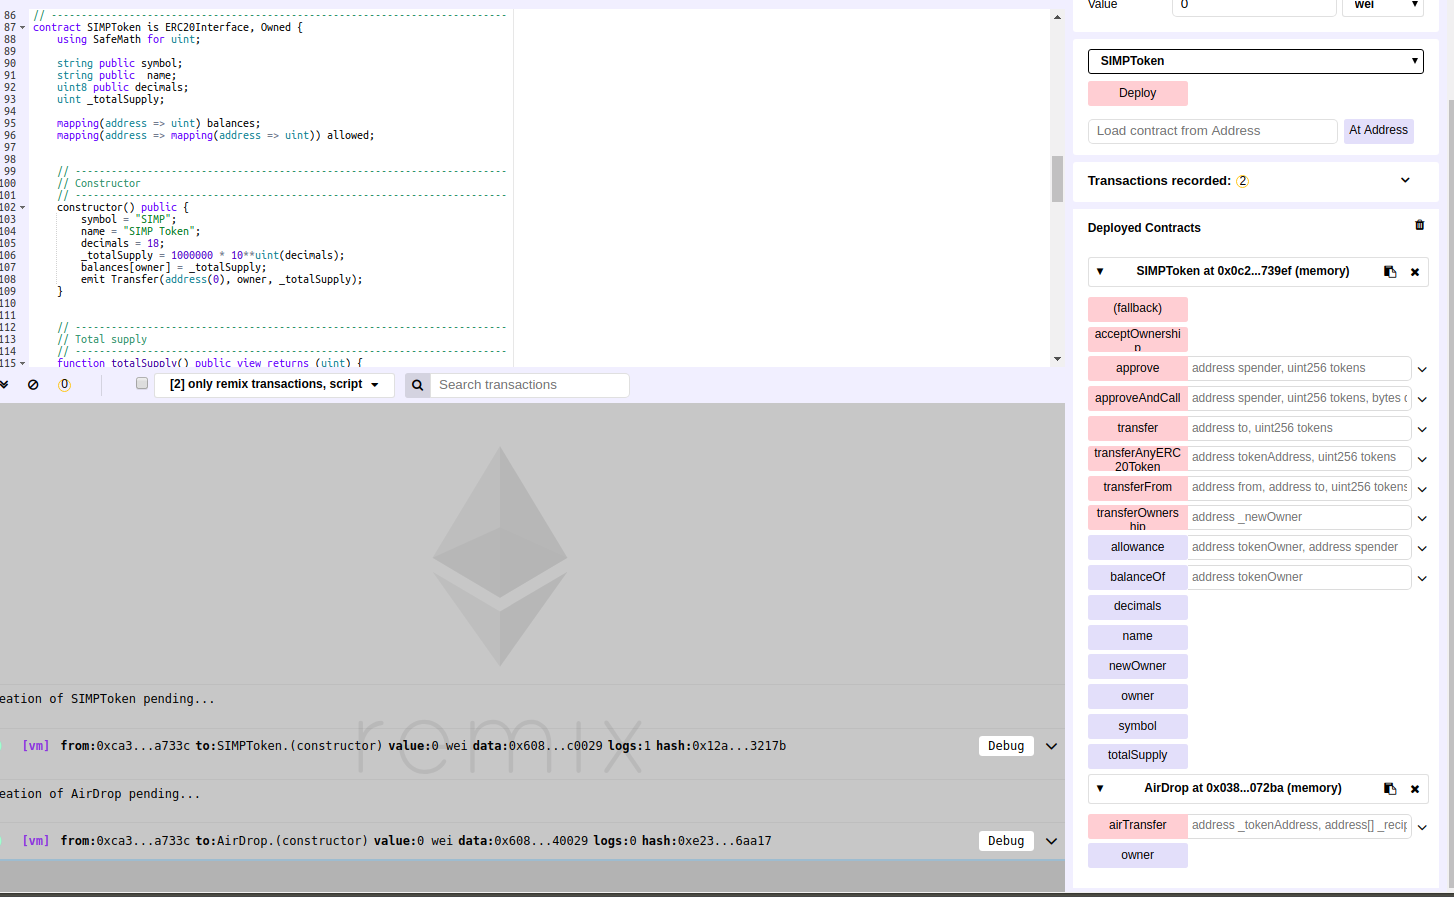 86 // ------------------------------------------------------------------------
87 contract SIMPToken is ERC20Interface, Owned {
88 using SafeMath for uint;
89
90 string public symbol;
91 string public  name;
92 uint8 public decimals;
93 uint _totalSupply;
94
95 mapping(address => uint) balances;
96 mapping(address => mapping(address => uint)) allowed;
97
98
99 // ------------------------------------------------------------------------
100 // Constructor
101 // ------------------------------------------------------------------------
102 constructor() public {
103 symbol = "SIMP";
104 name = "SIMP Token";
105 decimals = 18;
106 _totalSupply = 1000000 * 10**uint(decimals);
107 balances[owner] = _totalSupply;
108 emit Transfer(address(0), owner, _totalSupply);
109 }
110
111
112 // ------------------------------------------------------------------------
113 // Total supply
114 // ------------------------------------------------------------------------
115 function totalSupply() public view returns (uint) {
0
[2] only remix transactions, script
Search transactions
remix
eation of SIMPToken pending...
[vm] from:0xca3...a733c to:SIMPToken.(constructor) value:0 wei data:0x608...c0029 logs:1 hash:0x12a...3217b
Debug
eation of AirDrop pending...
[vm] from:0xca3...a733c to:AirDrop.(constructor) value:0 wei data:0x608...40029 logs:0 hash:0xe23...6aa17
Debug
Value 0 wei
SIMPToken
Deploy
Load contract from Address At Address
Transactions recorded: 2
Deployed Contracts
SIMPToken at 0x0c2...739ef (memory)
(fallback)
acceptOwnership
approve address spender, uint256 tokens
approveAndCall address spender, uint256 tokens, bytes
transfer address to, uint256 tokens
transferAnyERC20Token address tokenAddress, uint256 tokens
transferFrom address from, address to, uint256 tokens
transferOwnership address _newOwner
allowance address tokenOwner, address spender
balanceOf address tokenOwner
decimals
name
newOwner
owner
symbol
totalSupply
AirDrop at 0x038...072ba (memory)
airTransfer address _tokenAddress, address[] _recip
owner